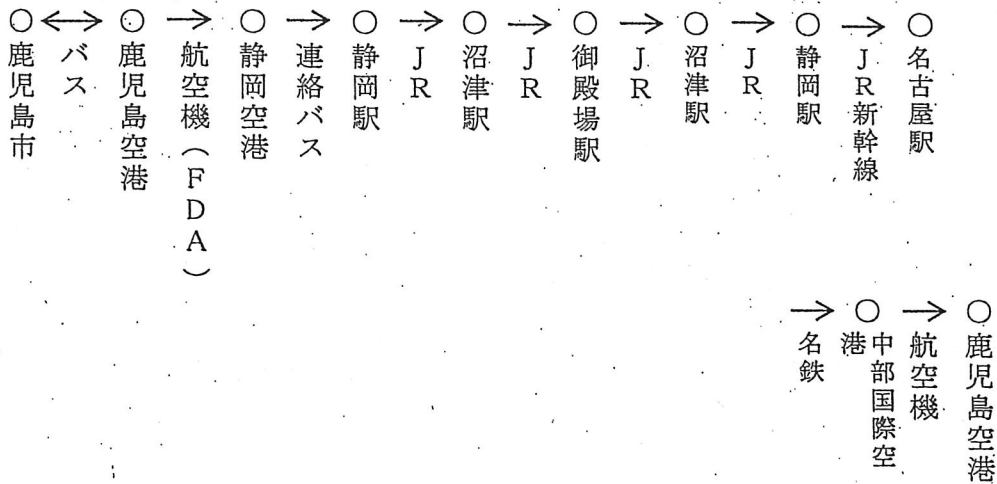 ○鹿児島市
↔バス
○鹿児島空港
→航空機(FDA)
○静岡空港
→連絡バス
○静岡駅
→JR
○沼津駅
→JR
○御殿場駅
→JR
○沼津駅
→JR
○静岡駅
→JR新幹線
○名古屋駅
→名鉄
○中部国際空港
→航空機
○鹿児島空港